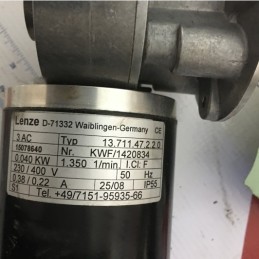 Lenze D-71332 Waiblingen-Germany CE
3 AC Typ 13.711.47.2.2.0
15078640 Nr. KWF/1420834
0,040 KW 1.350 1/min I.Cl. F
230 / 400 V 50 Hz
0,38 / 0,22 A 25/08 IP55
S1 Tel. +49/7151-95935-66